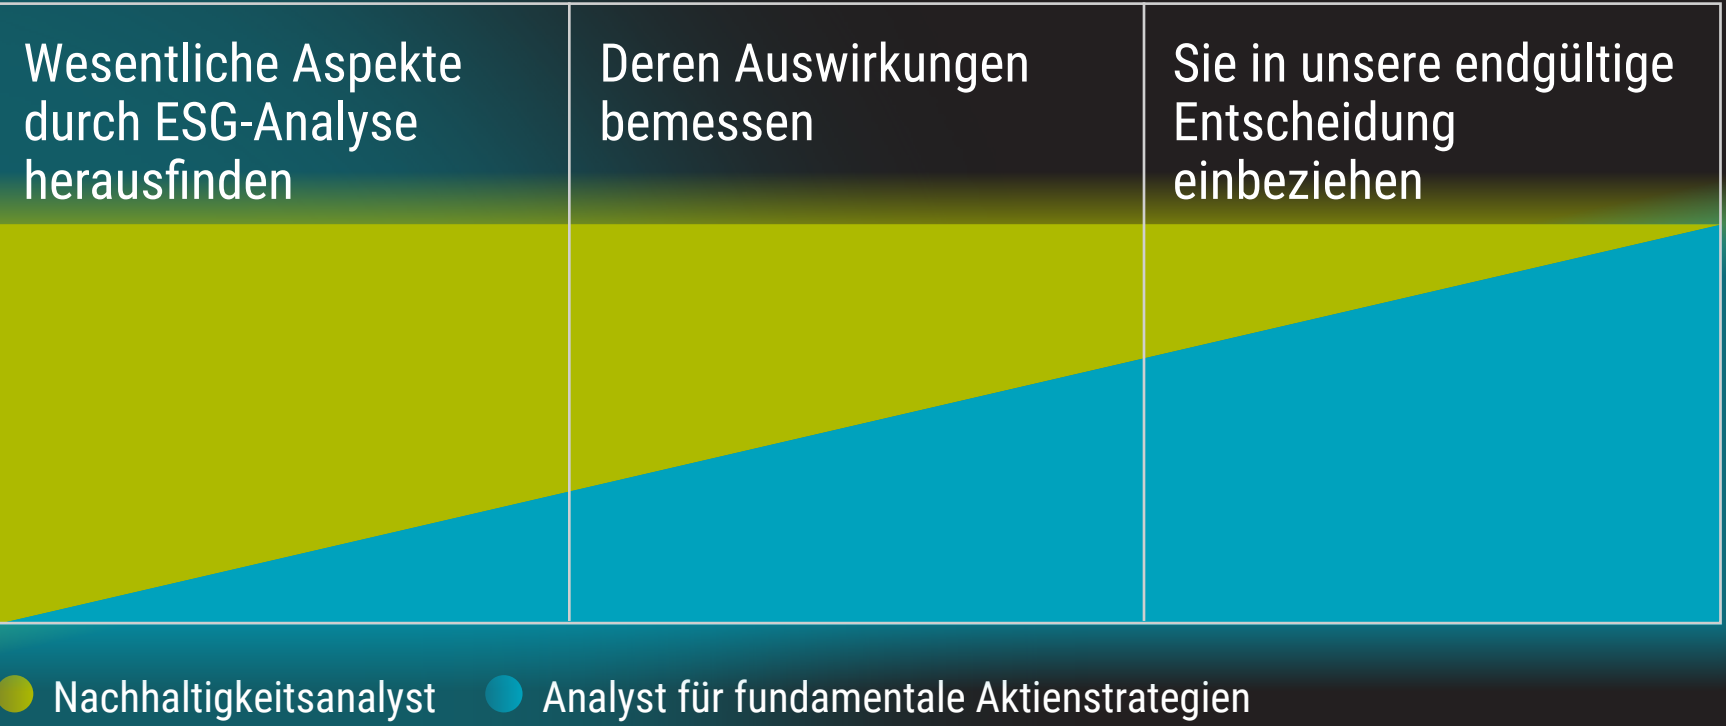 Wesentliche Aspekte
durch ESG-Analyse
herausfinden
Deren Auswirkungen
bemessen
Sie in unsere endgültige
Entscheidung
einbeziehen
Nachhaltigkeitsanalyst
Analyst für fundamentale Aktienstrategien